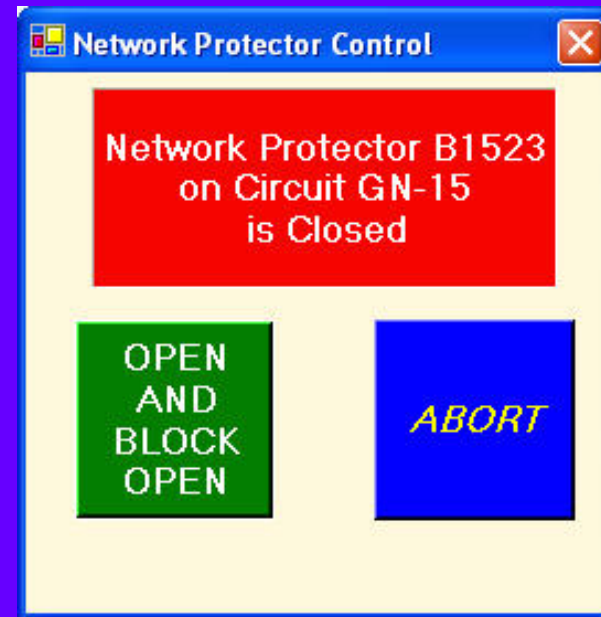 Network Protector Control
Network Protector B1523
on Circuit GN-15
is Closed
OPEN
AND
BLOCK
OPEN
ABORT